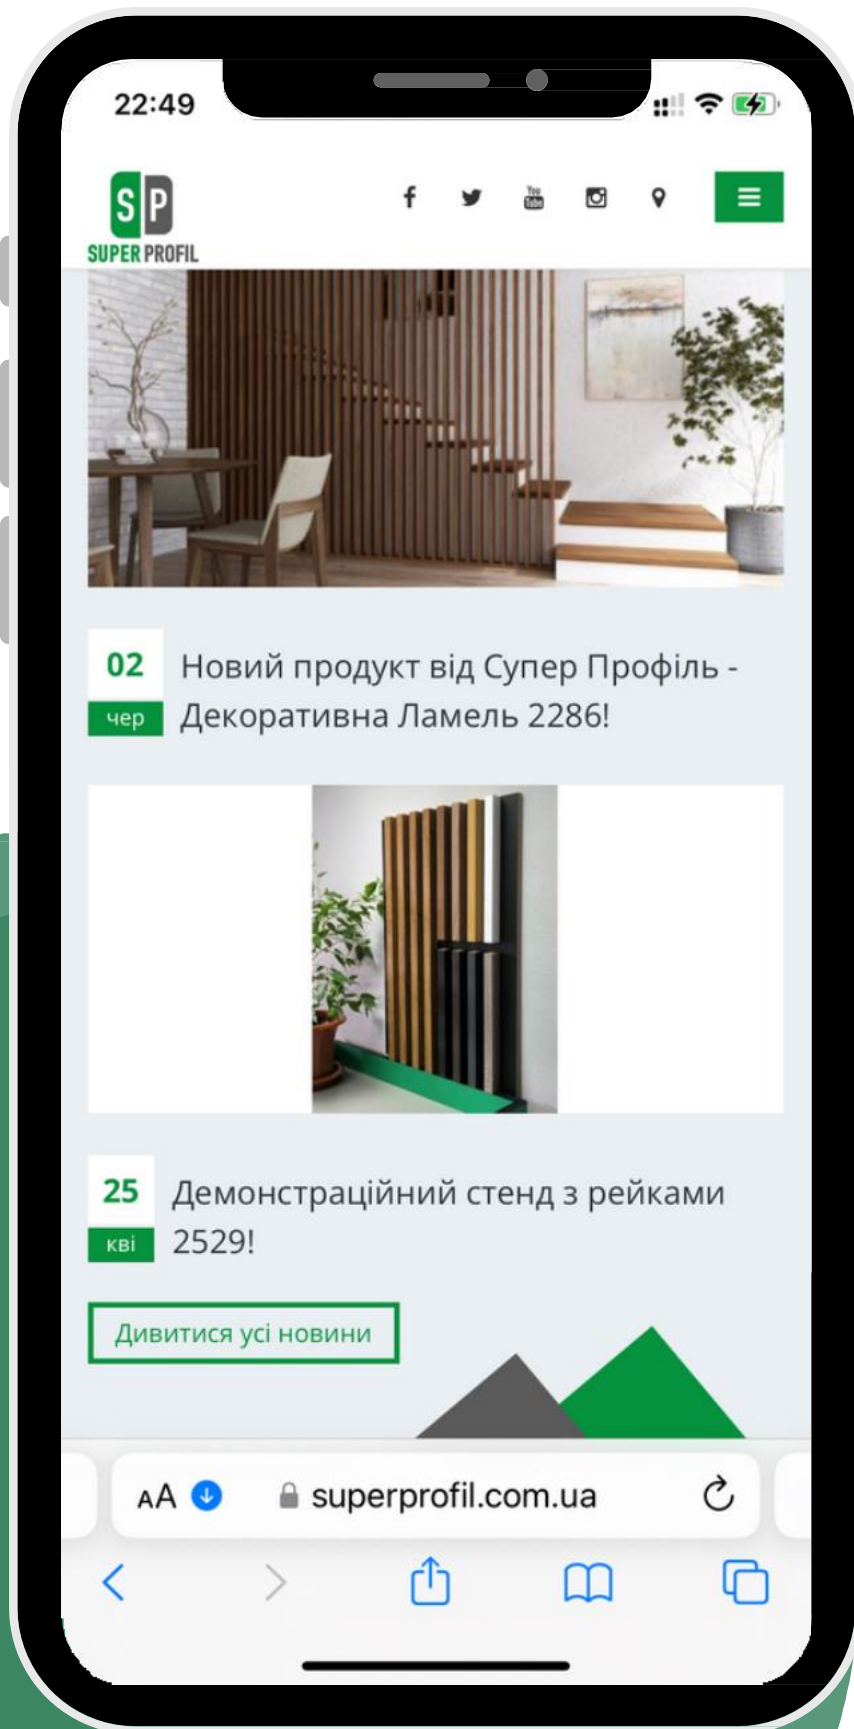 22:49
SP
SUPER PROFIL
You Tube
02
чер
Новий продукт від Супер Профіль -
Декоративна Ламель 2286!
25
кві
Демонстраційний стенд з рейками
2529!
Дивитися усі новини
AA
superprofil.com.ua